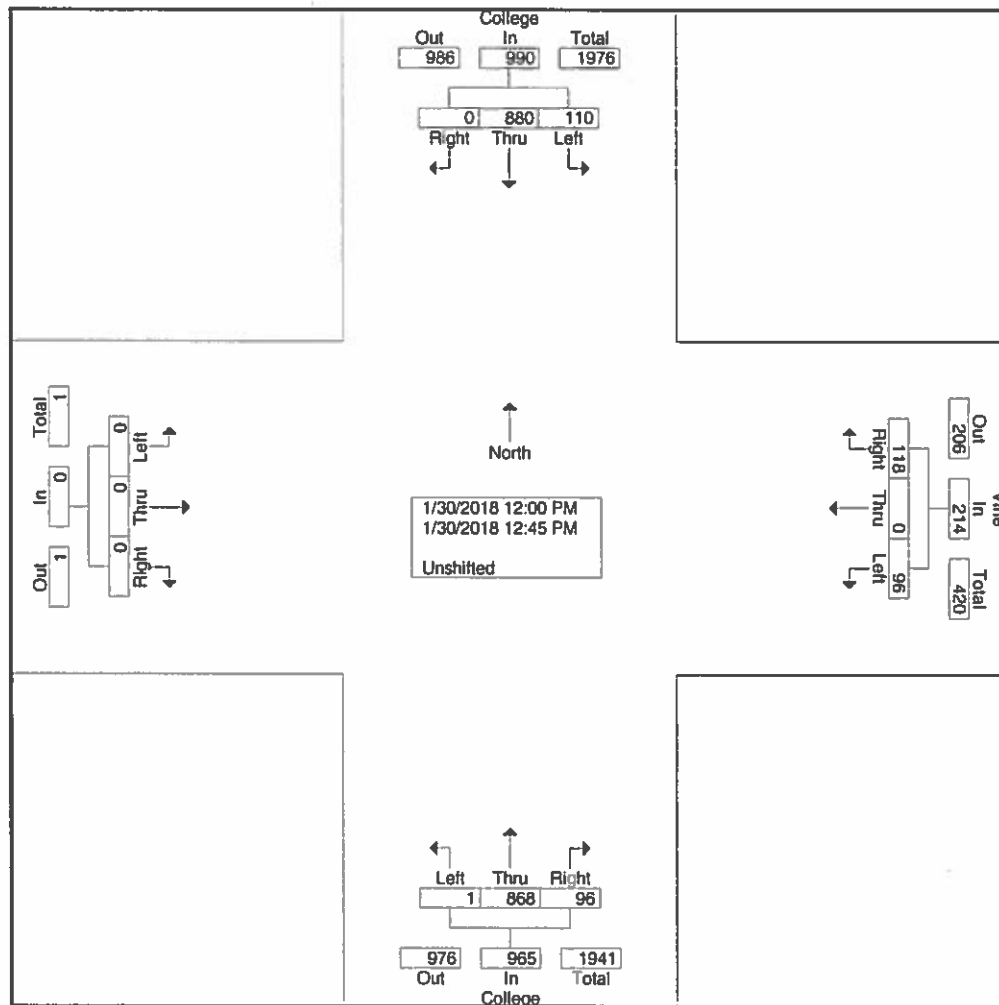 College
Out In Total
986 990 1976
0 880 110
Right Thru Left
North
1/30/2018 12:00 PM
1/30/2018 12:45 PM
Unshifted
Total In Out
1 0 1
0 0 0
Left Thru Right
Out In Total
206 214 420
118 0 96
Right Thru Left
Left Thru Right
1 868 96
976 965 1941
Out In Total
College